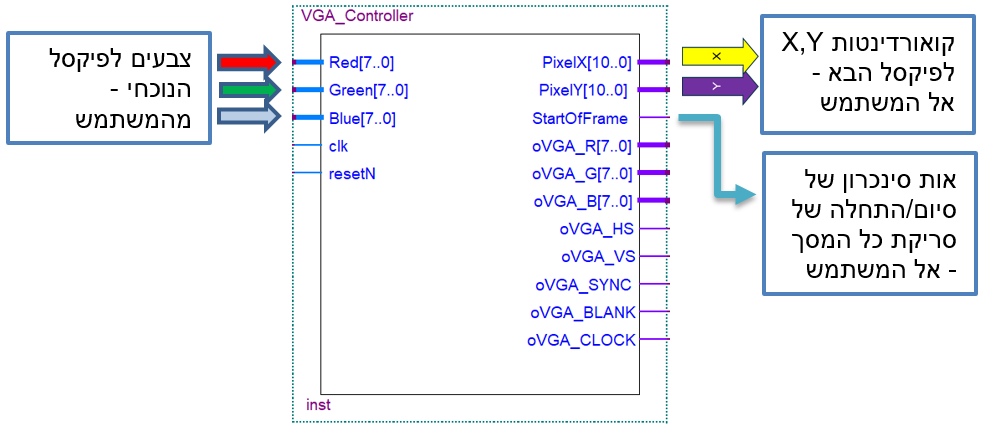 VGA_Controller
צבעים לפיקסל
הנוכחי -
מהמשתמש
Red[7..0]
Green[7..0]
Blue[7..0]
clk
resetN
PixelX[10..0]
PixelY[10..0]
StartOfFrame
oVGA_R[7..0]
oVGA_G[7..0]
oVGA_B[7..0]
oVGA_HS
oVGA_VS
oVGA_SYNC
oVGA_BLANK
oVGA_CLOCK
inst
X
Y
קואורדינטות X,Y
לפיקסל הבא -
אל המשתמש
אות סינכרון של
סיום/התחלה של
סריקת כל המסך
- אל המשתמש